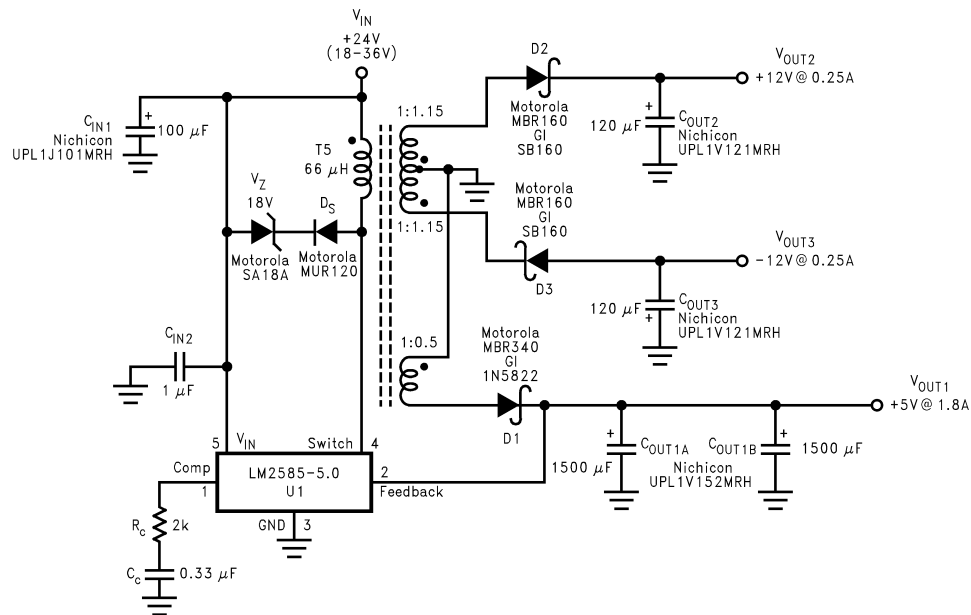 V_IN
+24V
(18-36V)
C_IN1
Nichicon
UPL1J101MRH
+
100 μF
T5
66 μH
1:1.15
1:1.15
1:0.5
D2
Motorola
MBR160
GI
SB160
+
120 μF
C_OUT2
Nichicon
UPL1V121MRH
V_OUT2
+12V@0.25A
V_Z
18V
Motorola
SA18A
D_S
Motorola
MUR120
Motorola
MBR160
GI
SB160
D3
V_OUT3
-12V@0.25A
120 μF
+
C_OUT3
Nichicon
UPL1V121MRH
C_IN2
1 μF
Motorola
MBR340
GI
1N5822
D1
V_OUT1
+5V@1.8A
+
1500 μF
C_OUT1A
C_OUT1B
Nichicon
UPL1V152MRH
+
1500 μF
5
V_IN
Switch
4
Comp
1
LM2585-5.0
U1
2
Feedback
GND
3
R_c
2k
C_c
0.33 μF